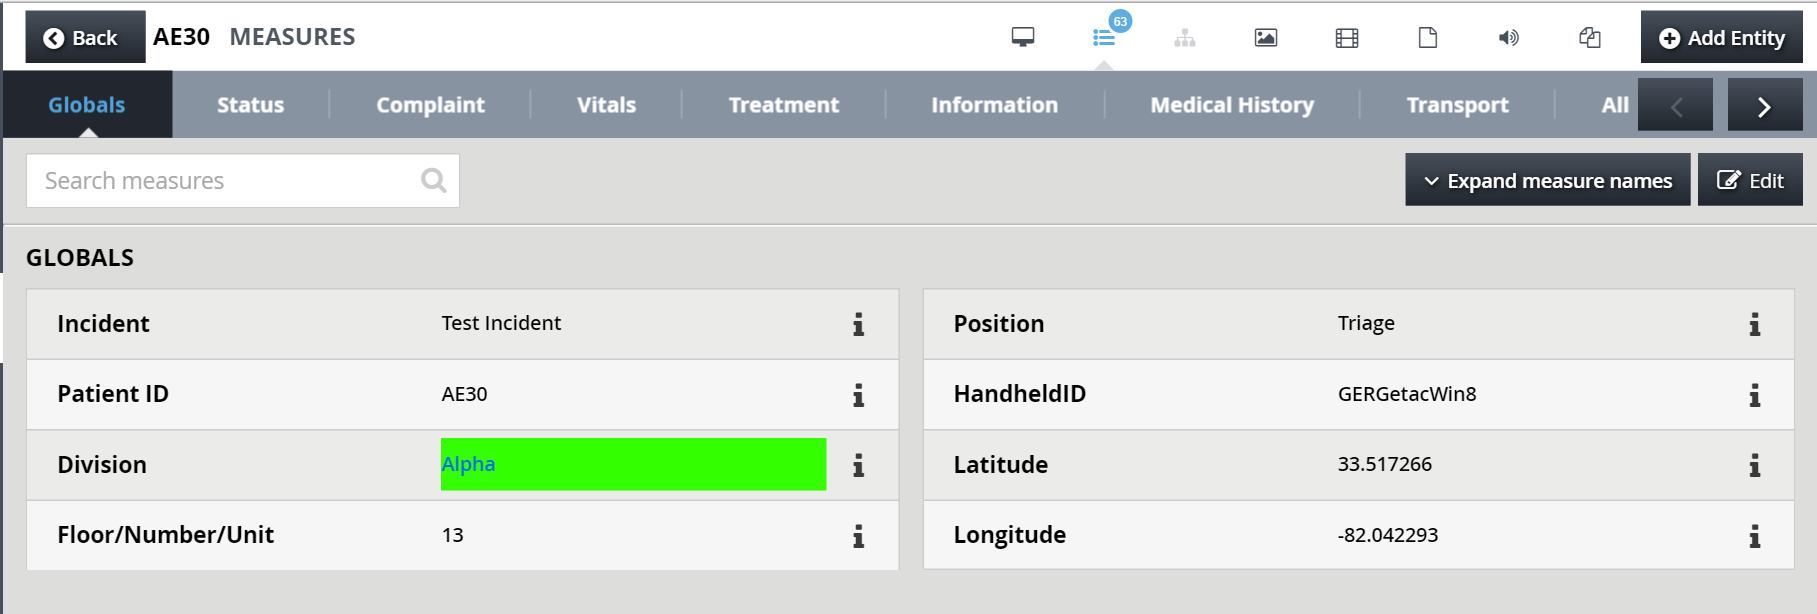 Back AE30 MEASURES 63 Add Entity
Globals Status Complaint Vitals Treatment Information Medical History Transport All
Search measures Expand measure names Edit
GLOBALS
Incident Test Incident Position Triage
Patient ID AE30 HandheldID GERGetacWin8
Division Alpha Latitude 33.517266
Floor/Number/Unit 13 Longitude -82.042293